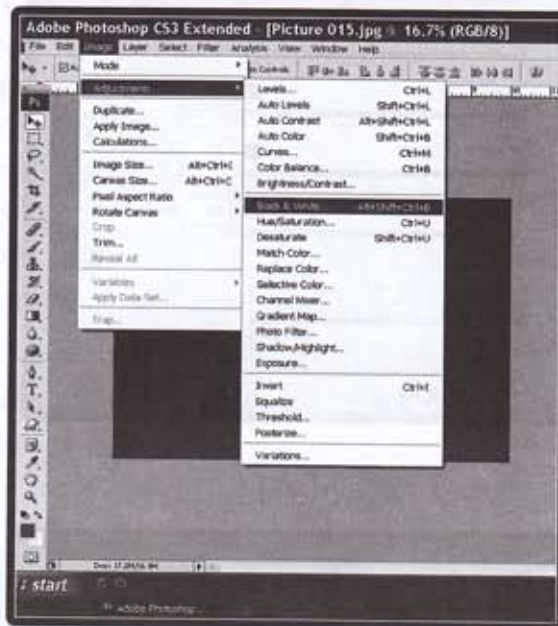 Adobe Photoshop CS3 Extended - [Picture 015.jpg @ 16.7% (RGB/8)]
File Edit Image Layer Select Filter Analysis View Window Help
Mode
Adjustments
Duplicate...
Apply Image...
Calculations...
Image Size... Alt+Ctrl+I
Canvas Size... Alt+Ctrl+C
Pixel Aspect Ratio
Rotate Canvas
Crop
Trim...
Reveal All
Variables
Apply Data Set...
Trap...
Levels... Ctrl+L
Auto Levels Shift+Ctrl+L
Auto Contrast Alt+Shift+Ctrl+L
Auto Color Shift+Ctrl+B
Curves... Ctrl+M
Color Balance... Ctrl+B
Brightness/Contrast...
Black & White... Alt+Shift+Ctrl+B
Hue/Saturation... Ctrl+U
Desaturate Shift+Ctrl+U
Match Color...
Replace Color...
Selective Color...
Channel Mixer...
Gradient Map...
Photo Filter...
Shadow/Highlight...
Exposure...
Invert Ctrl+I
Equalize
Threshold...
Posterize...
Variations...
Ps
T
start
Adobe Photoshop...